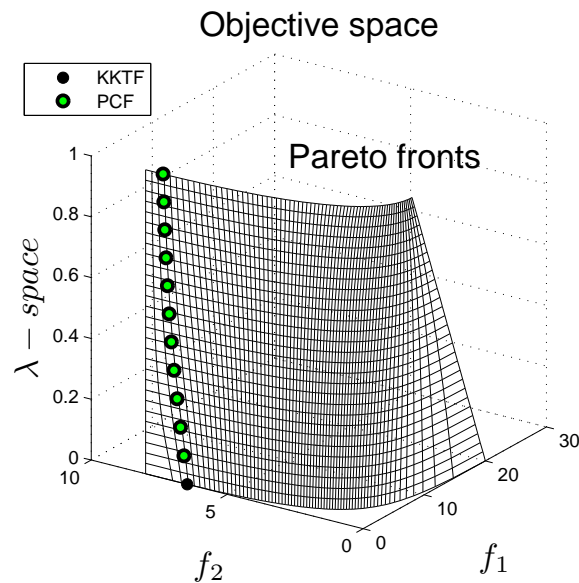 Objective space
KKTF
PCF
Pareto fronts
1
0.8
0.6
0.4
0.2
0
λ − space
10
5
0
f₂
0
10
20
30
f₁